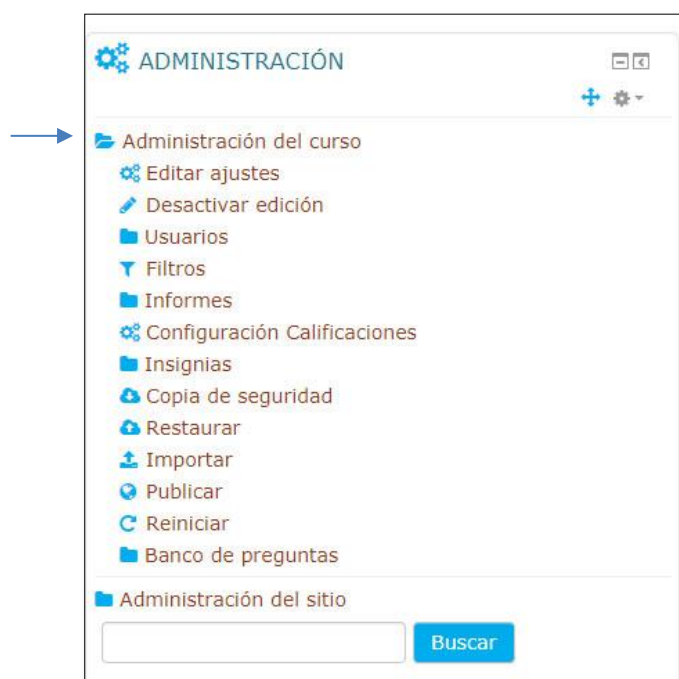 ADMINISTRACIÓN
Administración del curso
Editar ajustes
Desactivar edición
Usuarios
Filtros
Informes
Configuración Calificaciones
Insignias
Copia de seguridad
Restaurar
Importar
Publicar
Reiniciar
Banco de preguntas
Administración del sitio
Buscar